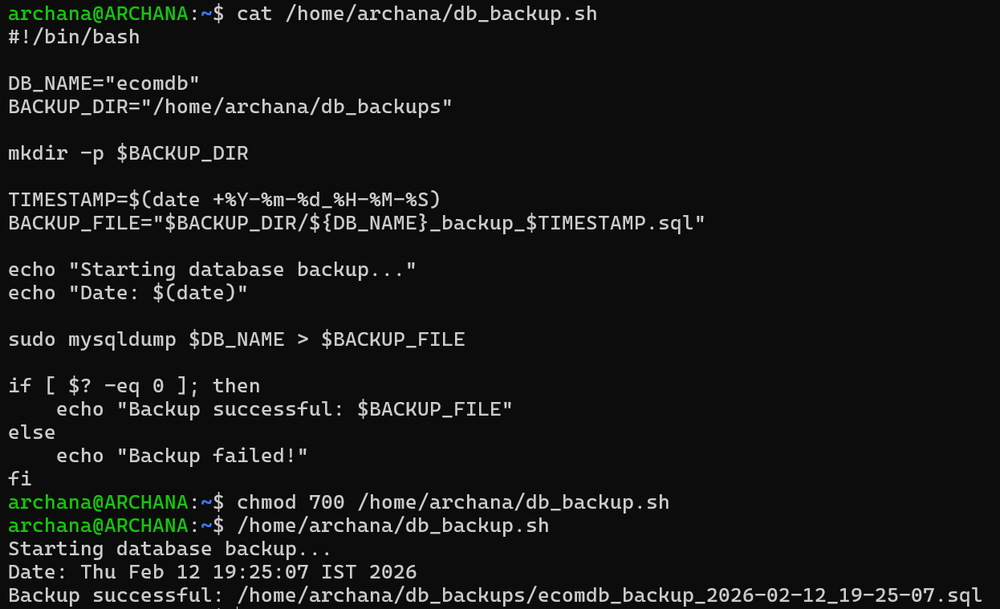 archana@ARCHANA:~$ cat /home/archana/db_backup.sh
#!/bin/bash

DB_NAME="ecomdb"
BACKUP_DIR="/home/archana/db_backups"

mkdir -p $BACKUP_DIR

TIMESTAMP=$(date +%Y-%m-%d_%H-%M-%S)
BACKUP_FILE="$BACKUP_DIR/${DB_NAME}_backup_$TIMESTAMP.sql"

echo "Starting database backup..."
echo "Date: $(date)"

sudo mysqldump $DB_NAME > $BACKUP_FILE

if [ $? -eq 0 ]; then
    echo "Backup successful: $BACKUP_FILE"
else
    echo "Backup failed!"
fi
archana@ARCHANA:~$ chmod 700 /home/archana/db_backup.sh
archana@ARCHANA:~$ /home/archana/db_backup.sh
Starting database backup...
Date: Thu Feb 12 19:25:07 IST 2026
Backup successful: /home/archana/db_backups/ecomdb_backup_2026-02-12_19-25-07.sql